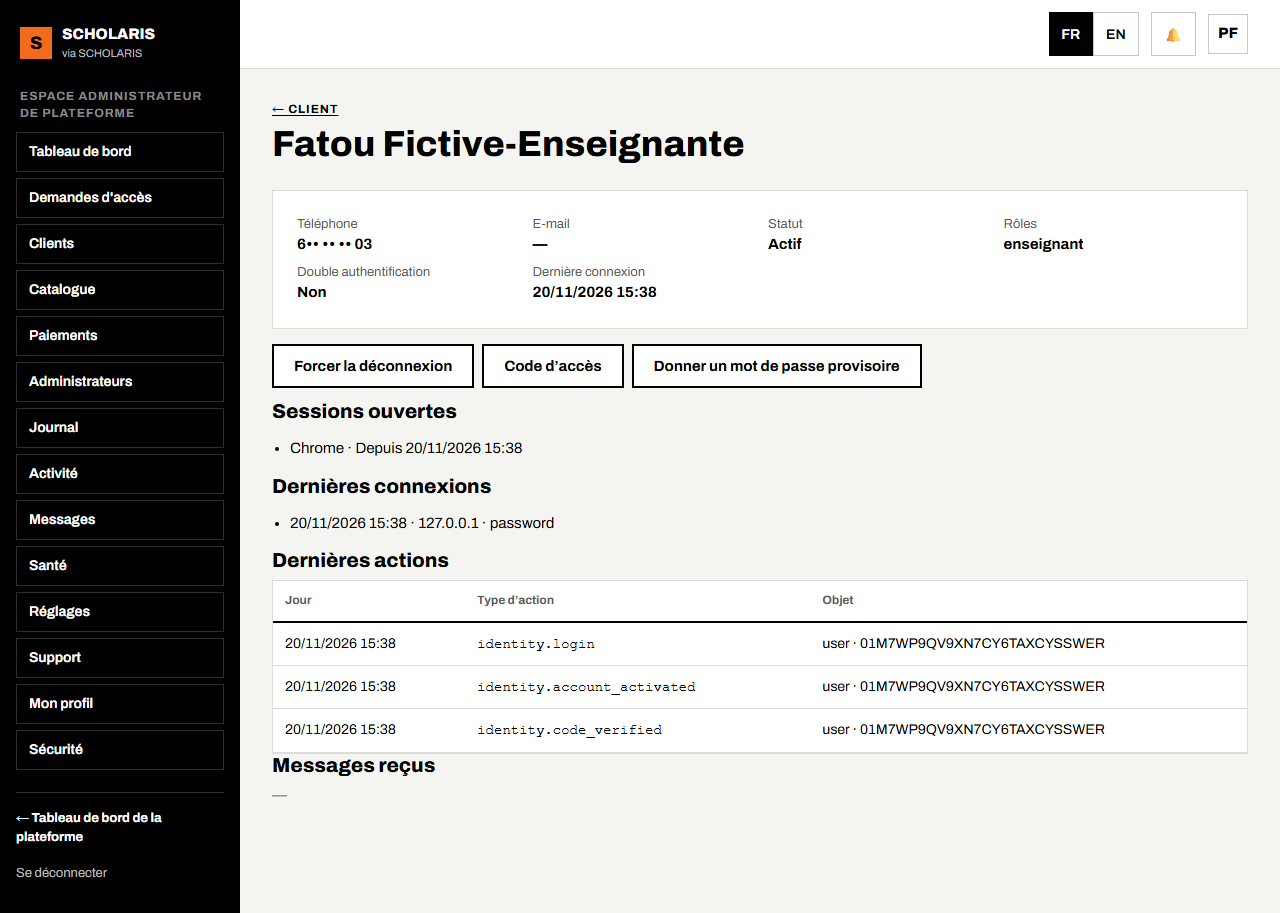 S
SCHOLARIS
via SCHOLARIS
ESPACE ADMINISTRATEUR
DE PLATEFORME
Tableau de bord
Demandes d'accès
Clients
Catalogue
Paiements
Administrateurs
Journal
Activité
Messages
Santé
Réglages
Support
Mon profil
Sécurité
← Tableau de bord de la
plateforme
Se déconnecter
FR EN PF
← CLIENT
Fatou Fictive-Enseignante
Téléphone E-mail Statut Rôles
6•• •• •• 03 — Actif enseignant
Double authentification Dernière connexion
Non 20/11/2026 15:38
Forcer la déconnexion Code d’accès Donner un mot de passe provisoire
Sessions ouvertes
• Chrome · Depuis 20/11/2026 15:38
Dernières connexions
• 20/11/2026 15:38 · 127.0.0.1 · password
Dernières actions
Jour Type d’action Objet
20/11/2026 15:38 identity.login user · 01M7WP9QV9XN7CY6TAXCYSSWER
20/11/2026 15:38 identity.account_activated user · 01M7WP9QV9XN7CY6TAXCYSSWER
20/11/2026 15:38 identity.code_verified user · 01M7WP9QV9XN7CY6TAXCYSSWER
Messages reçus
—